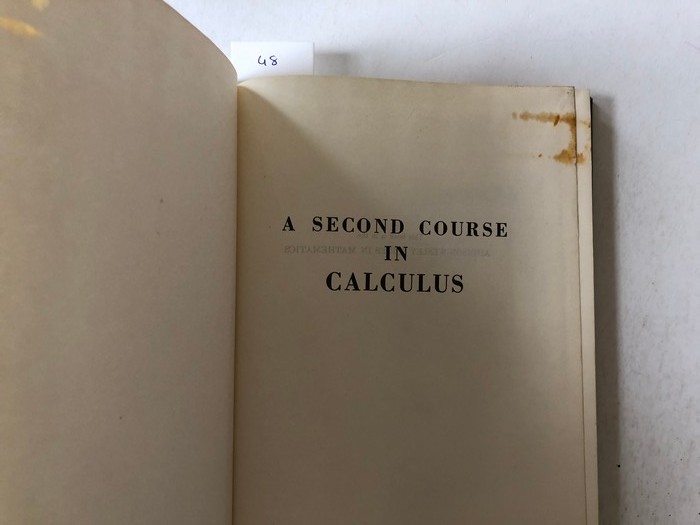 48
A SECOND COURSE
IN
CALCULUS